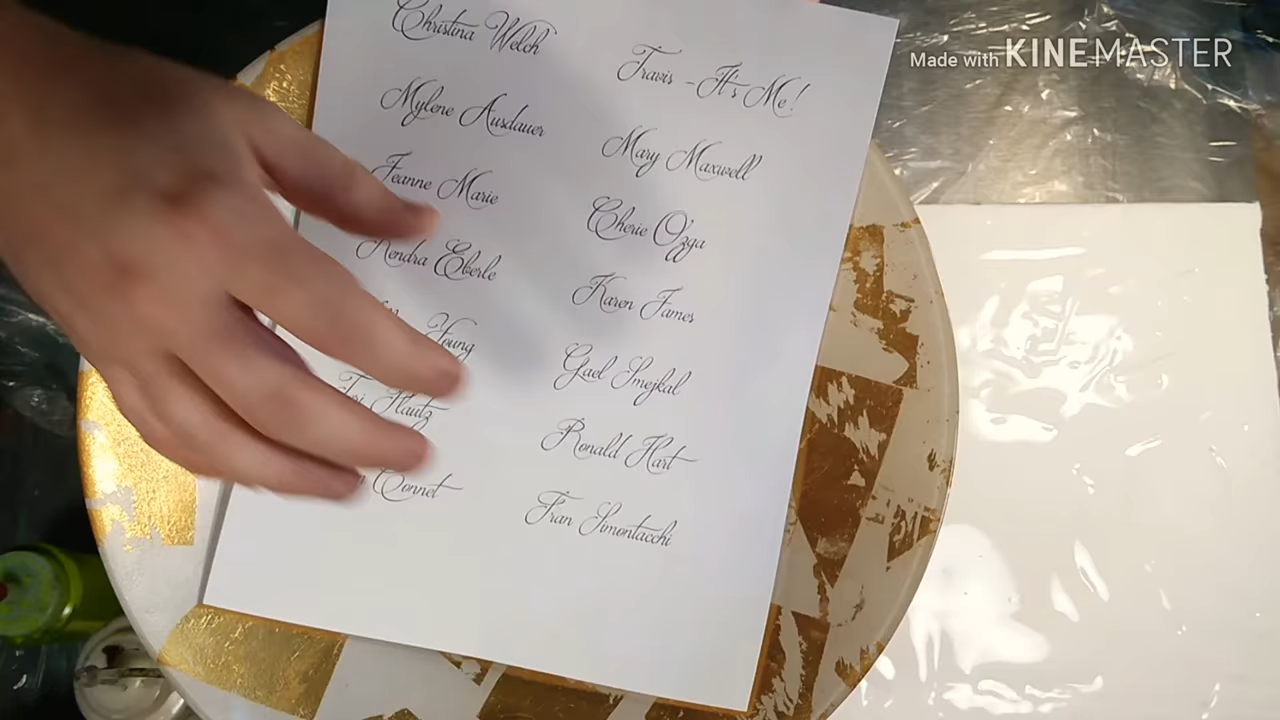 Made with KINEMASTER
Christina Welch
Mylene Ausdauer
Jeanne Marie
Kendra Eberle
Young
Hautz
Connet
Travis - It's Me!
Mary Maxwell
Cherie Ozga
Karen James
Gael Smejkal
Ronald Hart
Fran Simontacchi